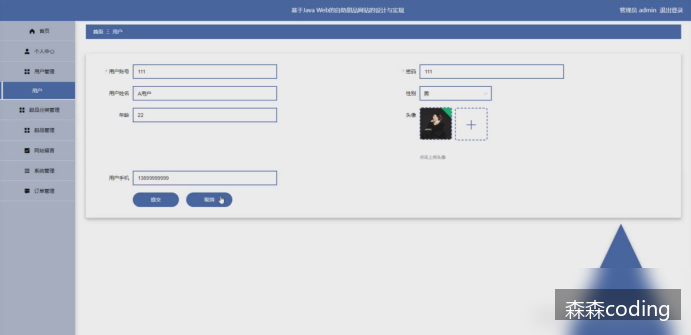 基于Java Web的自助甜品网站的设计与实现
管理员 admin 退出登录
首页
个人中心
用户管理
用户
甜品分类管理
甜品管理
网站留言
系统管理
订单管理
首页 用户
* 用户账号 111
* 密码 111
用户姓名 A用户
性别 男
年龄 22
头像
点击上传头像
用户手机 13899999999
提交 取消
森森coding